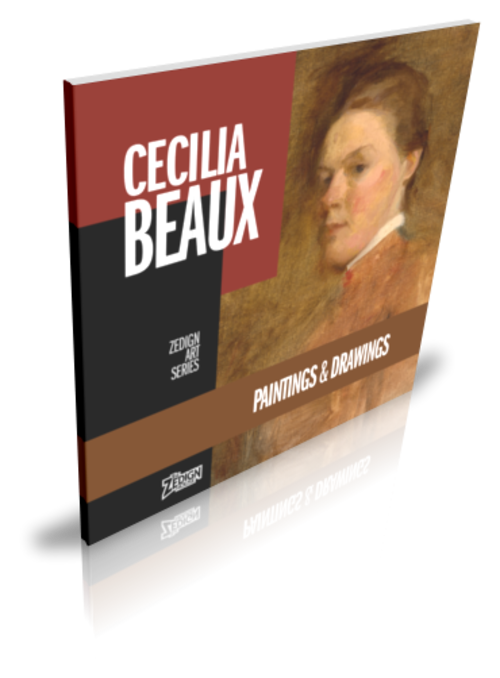 CECILIA
BEAUX
ZEDIGN
ART
SERIES
PAINTINGS & DRAWINGS
ZEDIGN